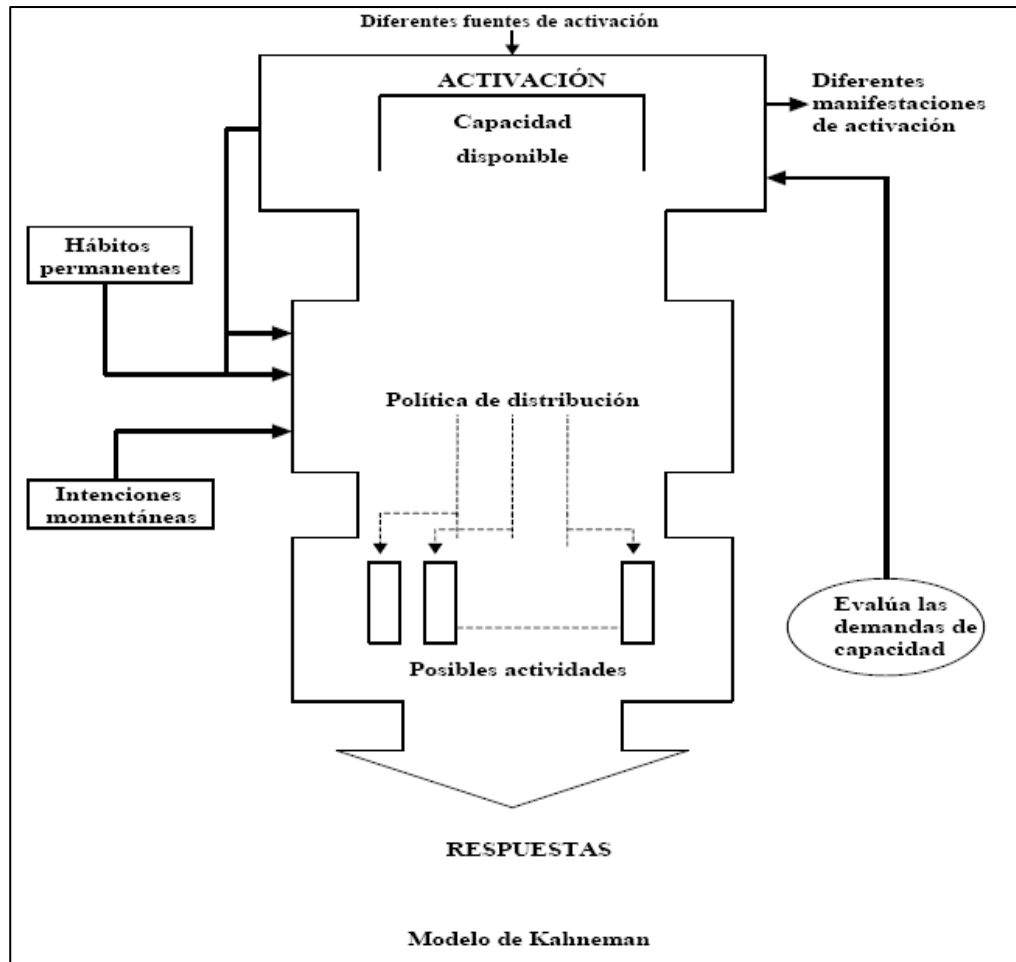 Diferentes fuentes de activación
ACTIVACIÓN
Capacidad
disponible
Diferentes
manifestaciones
de activación
Hábitos
permanentes
Política de distribución
Intenciones
momentáneas
Evalúa las
demandas de
capacidad
Posibles actividades
RESPUESTAS
Modelo de Kahneman